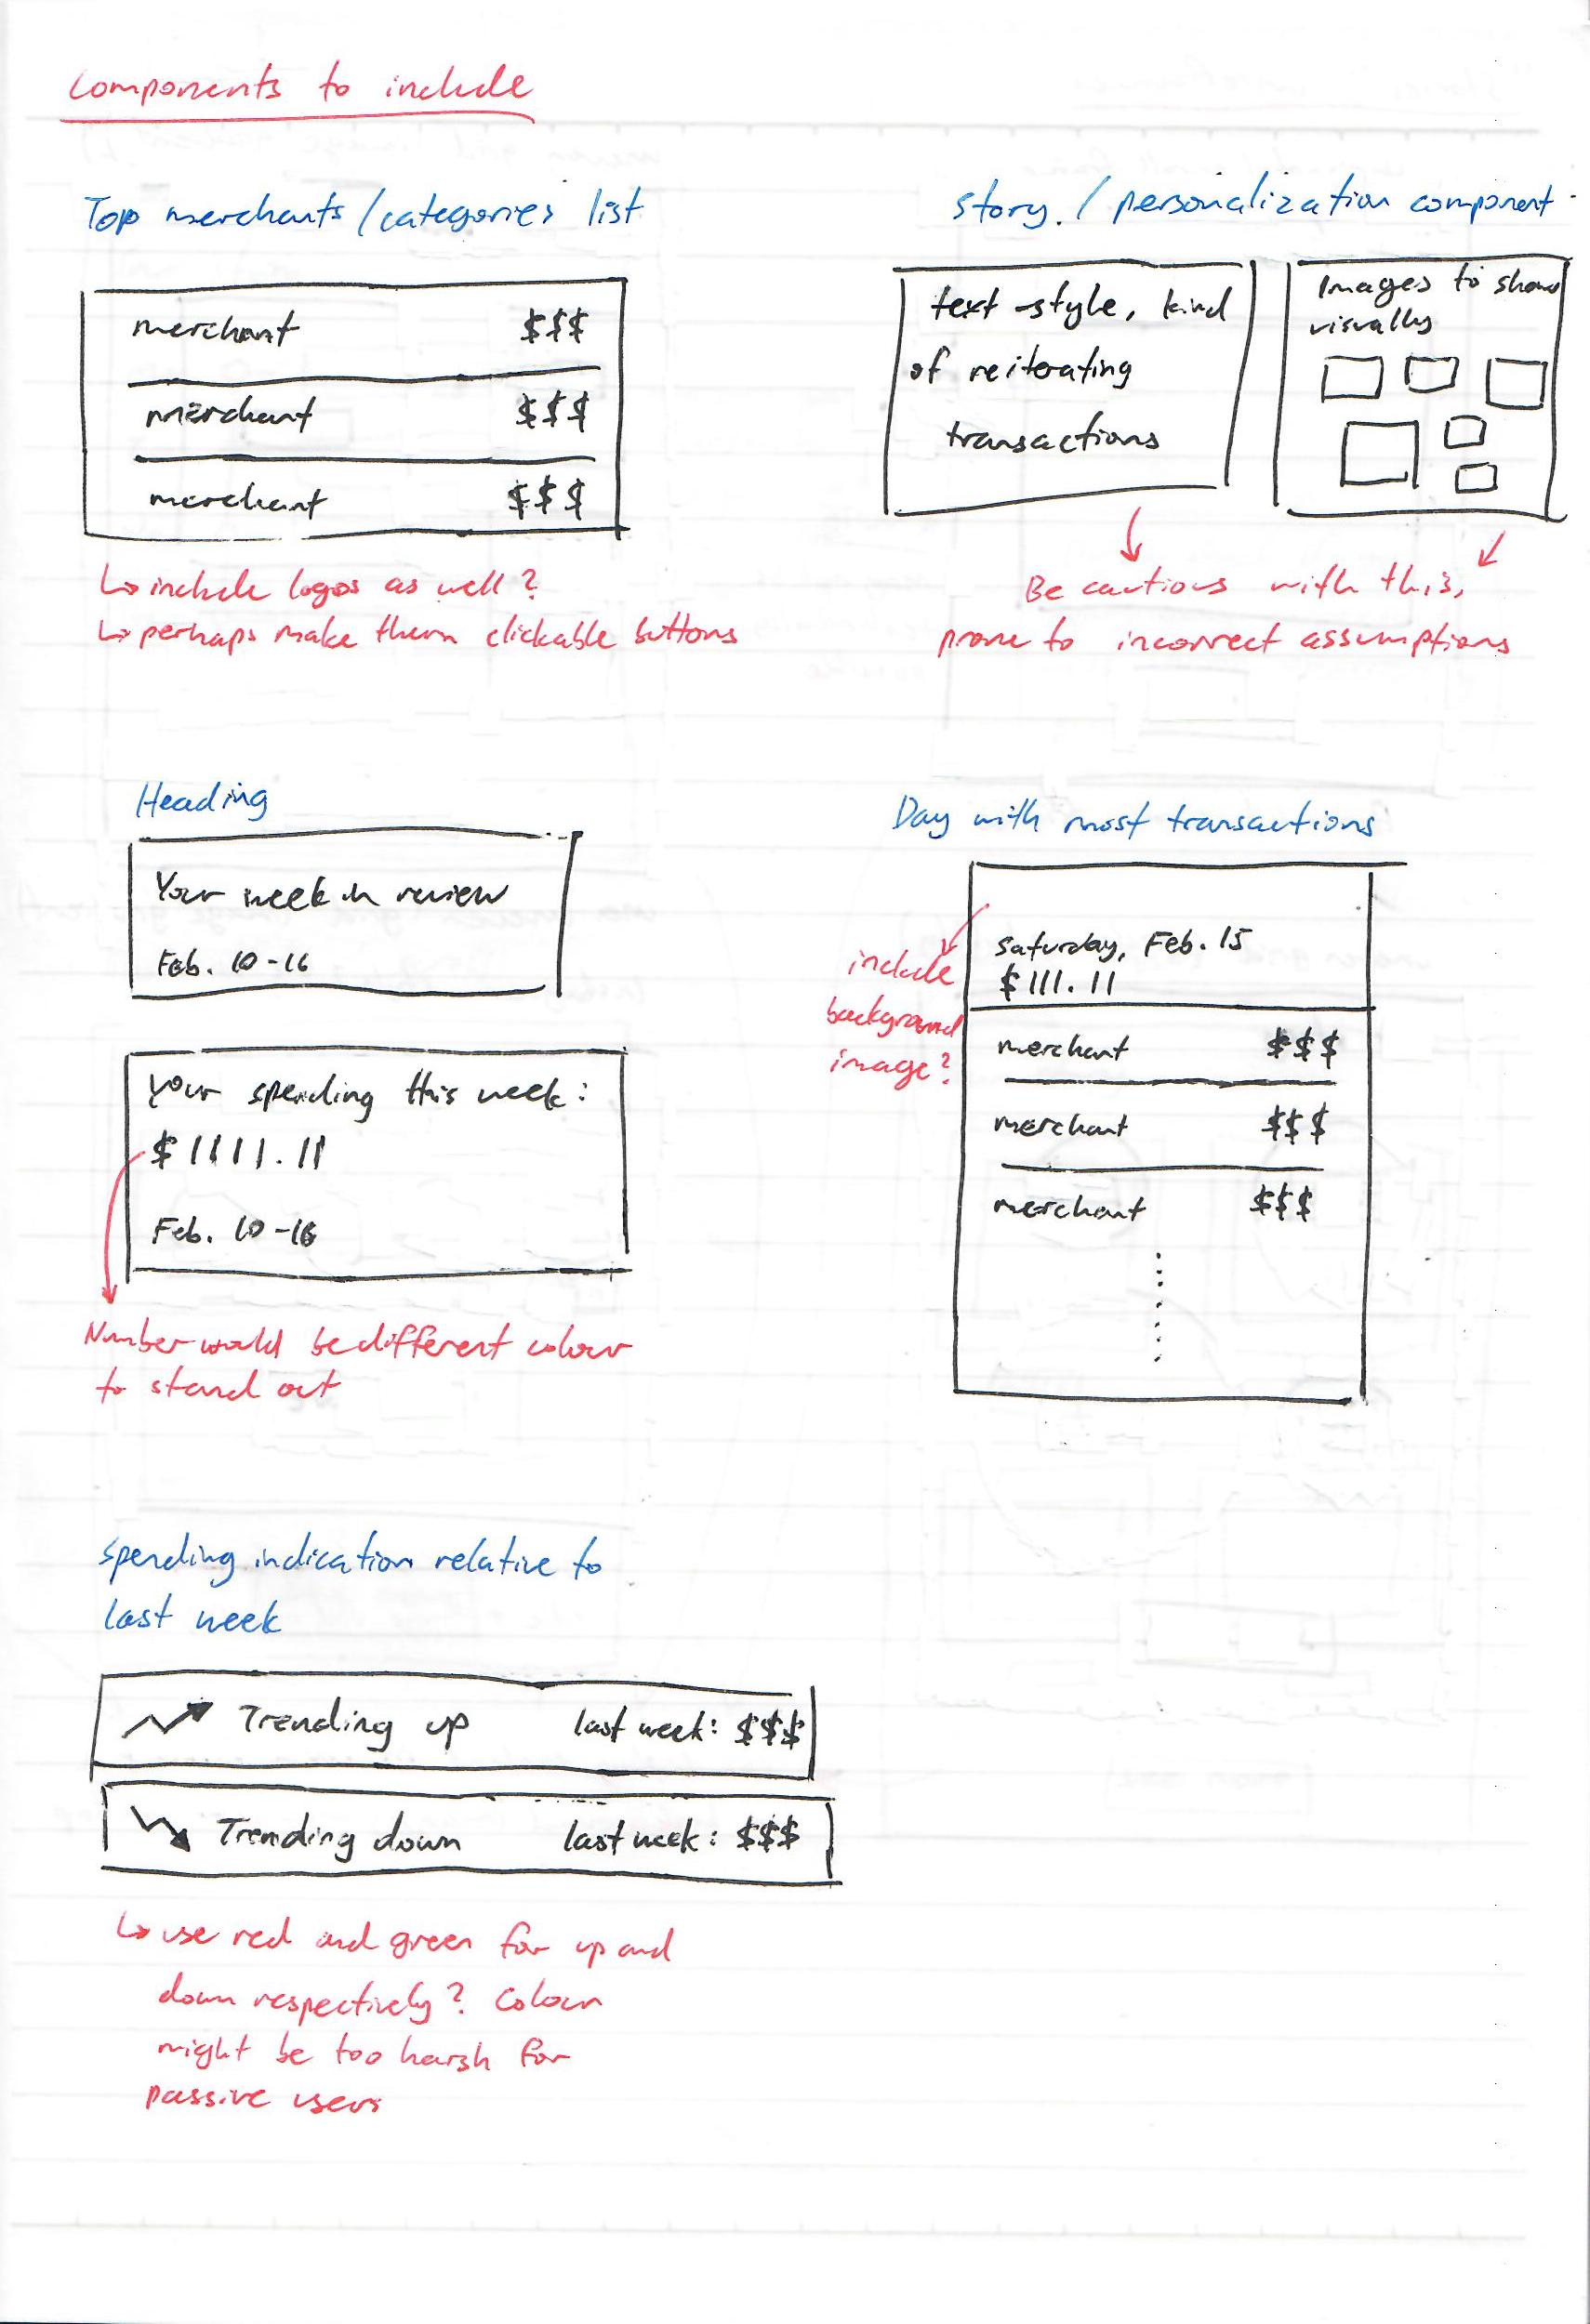 Components to include
Top merchants/categories list
merchant $$$
merchant $$$
merchant $$$
↳ include logos as well?
↳ perhaps make them clickable buttons
story / personalization component
text-style, kind
of reiterating
transactions
Images to show
visually
Be cautious with this,
prone to incorrect assumptions
Heading
Your week in review
Feb. 10-16
Your spending this week:
$1111.11
Feb. 10-16
Number would be different colour
to stand out
Day with most transactions
include
background
image?
Saturday, Feb. 15
$111.11
merchant $$$
merchant $$$
merchant $$$
Spending indication relative to
last week
Trending up last week: $$$
Trending down last week: $$$
↳ use red and green for up and
down respectively? Colour
might be too harsh for
passive users